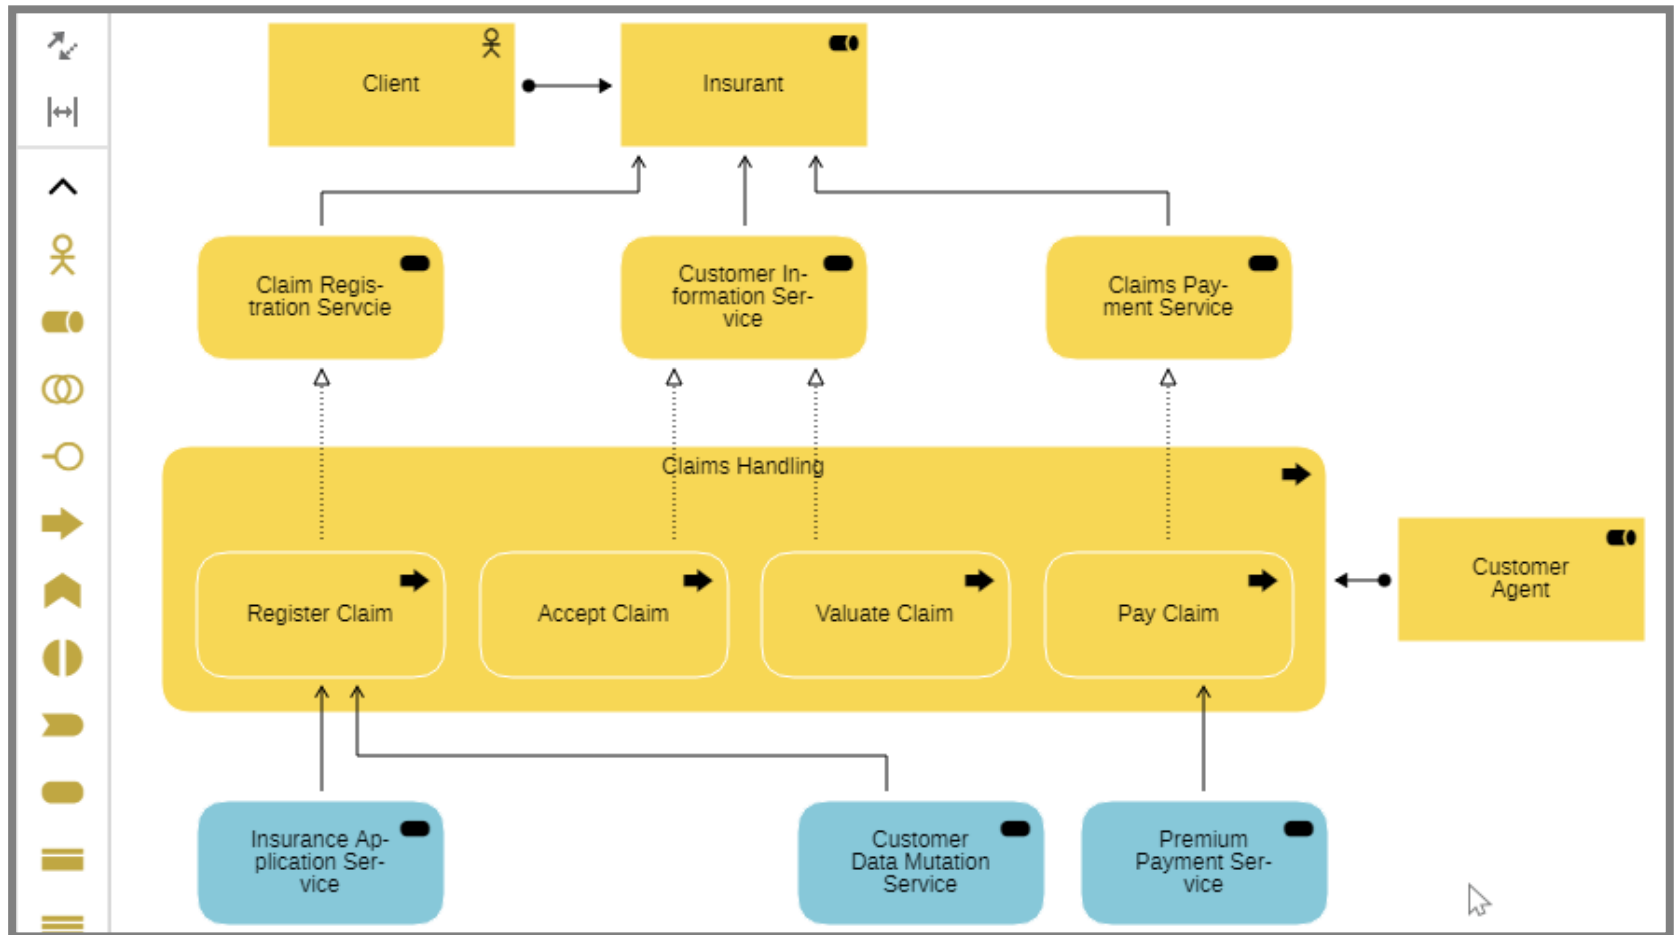 Client
Insurant
Claim Regis-
tration Servcie
Customer In-
formation Ser-
vice
Claims Pay-
ment Service
Claims Handling
Register Claim
Accept Claim
Valuate Claim
Pay Claim
Customer
Agent
Insurance Ap-
plication Ser-
vice
Customer
Data Mutation
Service
Premium
Payment Ser-
vice